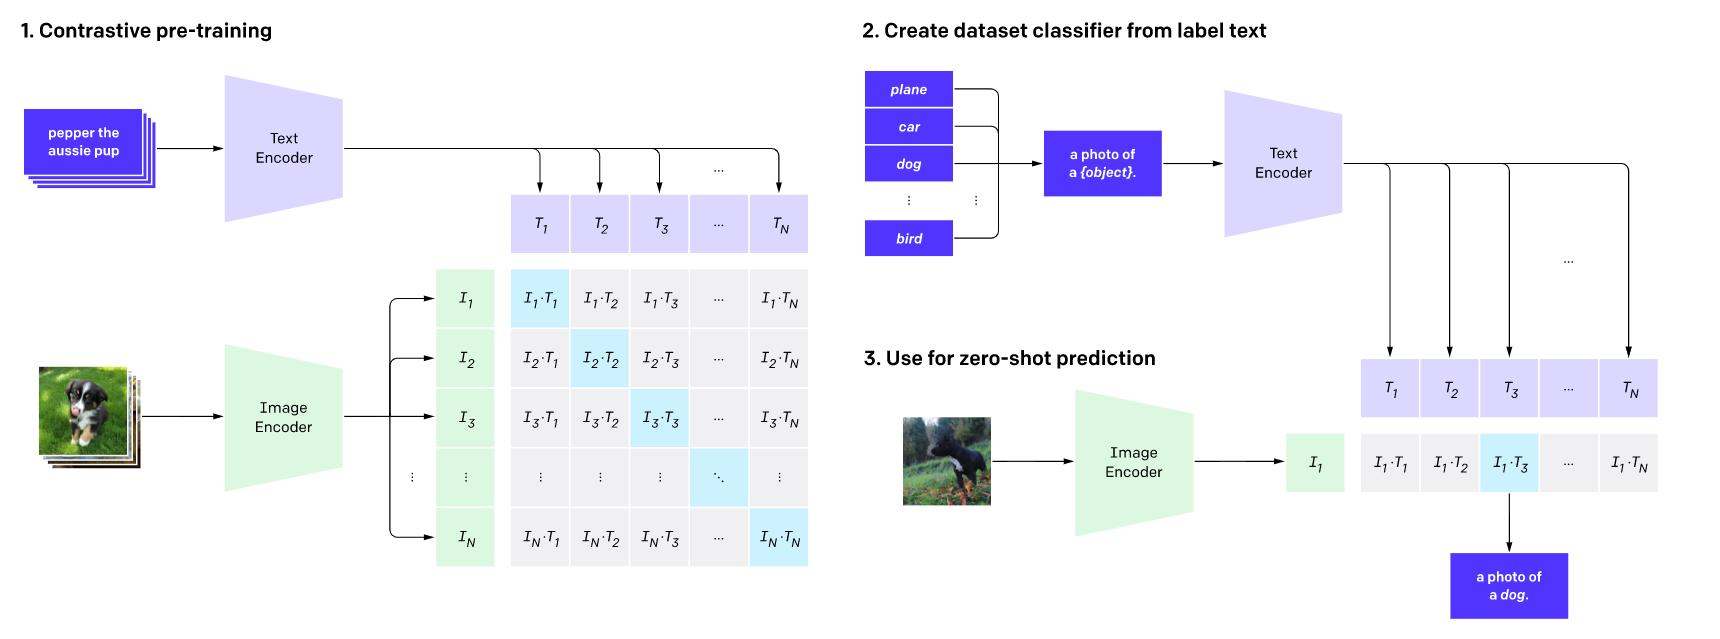 1. Contrastive pre-training
pepper the
aussie pup
Text
Encoder
...
T1 T2 T3 ... TN
I1 I1·T1 I1·T2 I1·T3 ... I1·TN
I2 I2·T1 I2·T2 I2·T3 ... I2·TN
Image
Encoder
I3 I3·T1 I3·T2 I3·T3 ... I3·TN
⋮ ⋮ ⋮ ⋮ ⋮ ⋱ ⋮
IN IN·T1 IN·T2 IN·T3 ... IN·TN
2. Create dataset classifier from label text
plane
car
dog
⋮ ⋮
bird
a photo of
a {object}.
Text
Encoder
...
3. Use for zero-shot prediction
T1 T2 T3 ... TN
Image
Encoder
I1 I1·T1 I1·T2 I1·T3 ... I1·TN
a photo of
a dog.